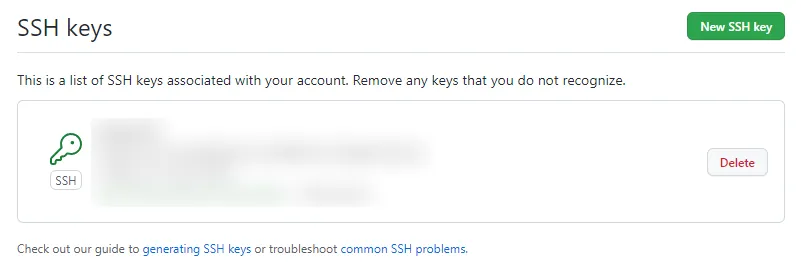 SSH keys
New SSH key
This is a list of SSH keys associated with your account. Remove any keys that you do not recognize.
SSH
Delete
Check out our guide to generating SSH keys or troubleshoot common SSH problems.